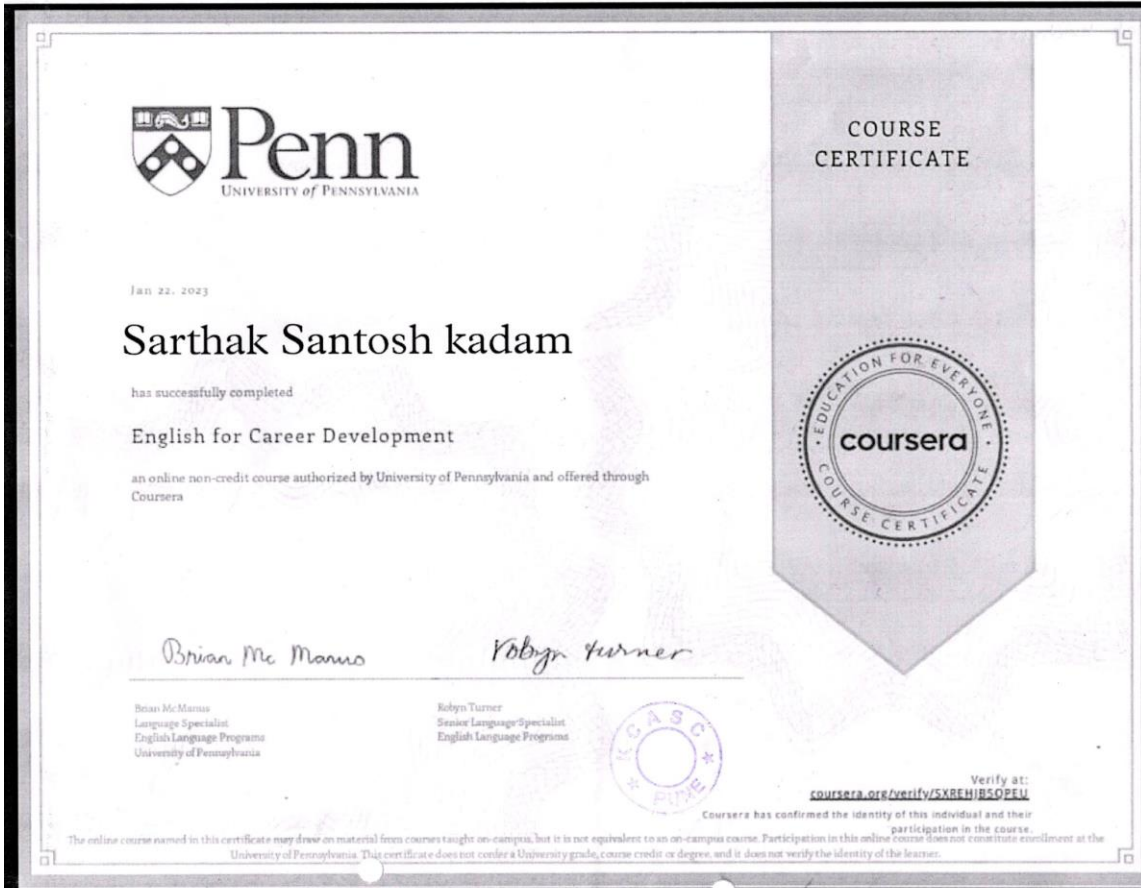 Penn
UNIVERSITY of PENNSYLVANIA
COURSE
CERTIFICATE
Jan 22, 2023
Sarthak Santosh kadam
has successfully completed
English for Career Development
an online non-credit course authorized by University of Pennsylvania and offered through
Coursera
EDUCATION FOR EVERYONE
coursera
COURSE CERTIFICATE
Brian Mc Manus
Robyn Turner
Brian McManus
Language Specialist
English Language Programs
University of Pennsylvania
Robyn Turner
Senior Language Specialist
English Language Programs
KCASC
PUNE
Verify at:
coursera.org/verify/SXREHJB5QPEU
Coursera has confirmed the identity of this individual and their
participation in the course.
The online course named in this certificate may draw on material from courses taught on-campus, but it is not equivalent to an on-campus course. Participation in this online course does not constitute enrollment at the
University of Pennsylvania. This certificate does not confer a University grade, course credit or degree, and it does not verify the identity of the learner.